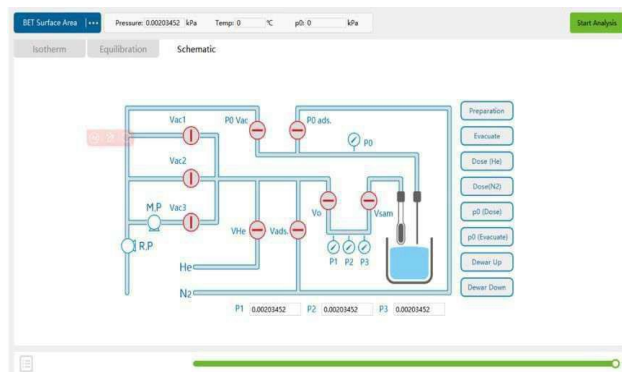 BET Surface Area ••• Pressure: 0.00203452 kPa Temp: 0 ℃ p0: 0 kPa Start Analysis
Isotherm Equilibration Schematic
Vac1 P0 Vac P0 ads. Preparation
P0 Evacuate
Vac2 Dose (He)
Dose(N2)
M.P Vac3 Vo Vsam p0 (Dose)
R.P VHe Vads. p0 (Evacuate)
P1 P2 P3 Dewar Up
He
N2 Dewar Down
P1 0.00203452 P2 0.00203452 P3 0.00203452